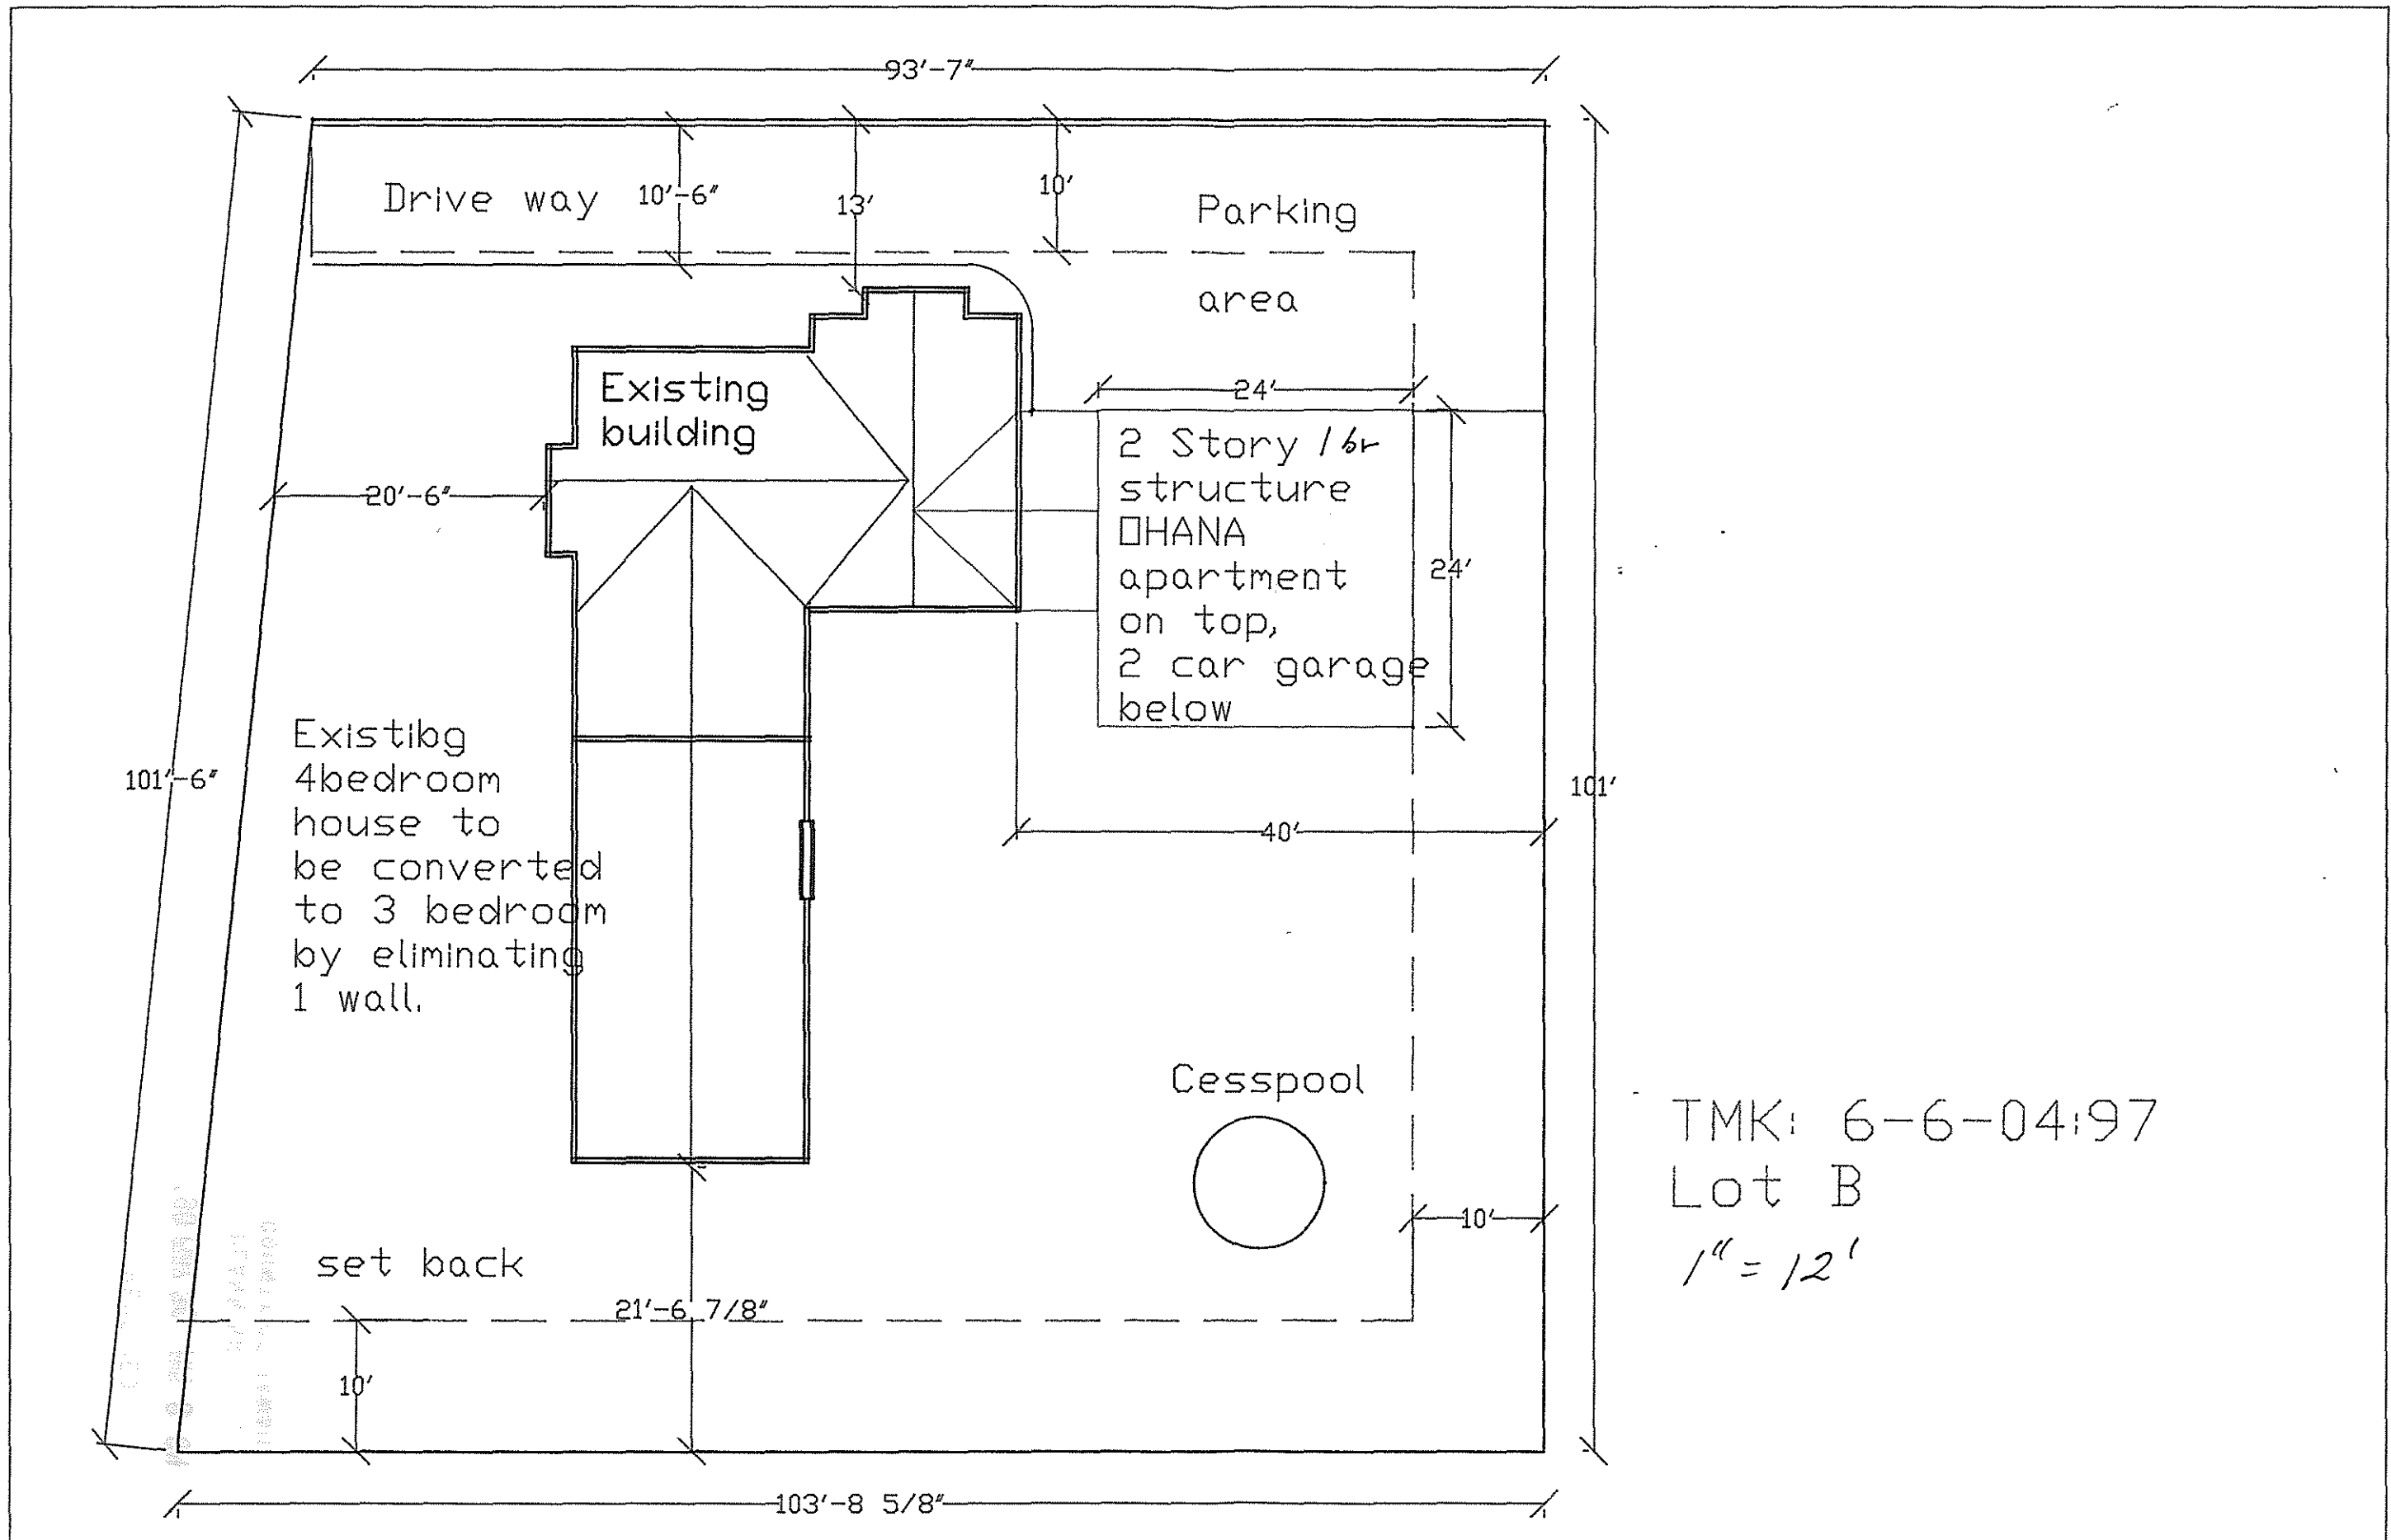 93'-7"
Drive way
10'-6"
13'
10'
Parking
area
Existing
building
24'
2 Story 1 br
structure
OHANA
apartment
on top,
2 car garage
below
24'
20'-6"
101'-6"
Existibg
4bedroom
house to
be converted
to 3 bedroom
by eliminating
1 wall.
101'
40'
Cesspool
10'
TMK: 6-6-04:97
Lot B
1" = 12'
set back
21'-6 7/8"
10'
103'-8 5/8"